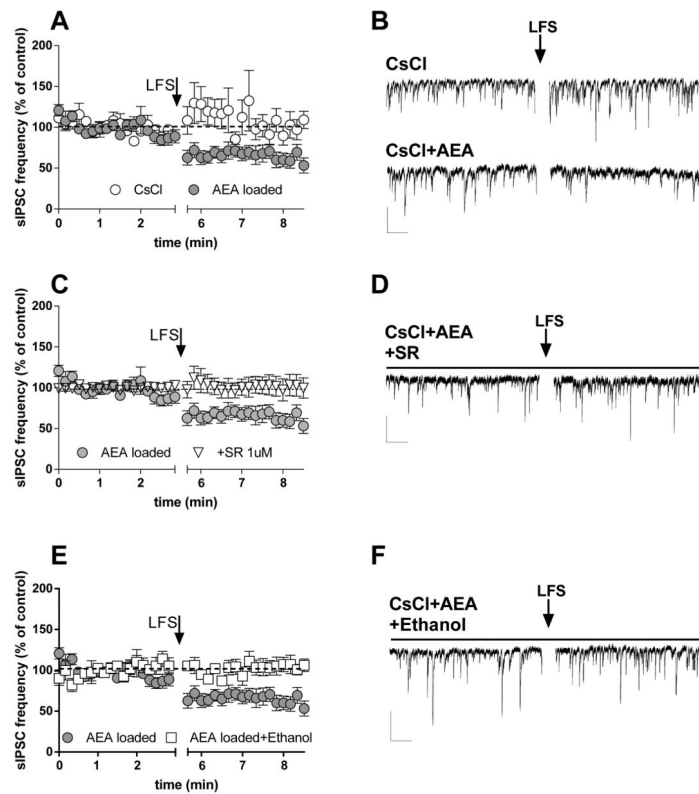 A
sIPSC frequency (% of control)
200
150
100
50
0
LFS
CsCl AEA loaded
0 1 2 6 7 8
time (min)
B
LFS
CsCl
CsCl+AEA
C
sIPSC frequency (% of control)
200
150
100
50
0
LFS
AEA loaded +SR 1uM
0 1 2 6 7 8
time (min)
D
LFS
CsCl+AEA
+SR
E
sIPSC frequency (% of control)
200
150
100
50
0
LFS
AEA loaded AEA loaded+Ethanol
0 1 2 6 7 8
time (min)
F
LFS
CsCl+AEA
+Ethanol